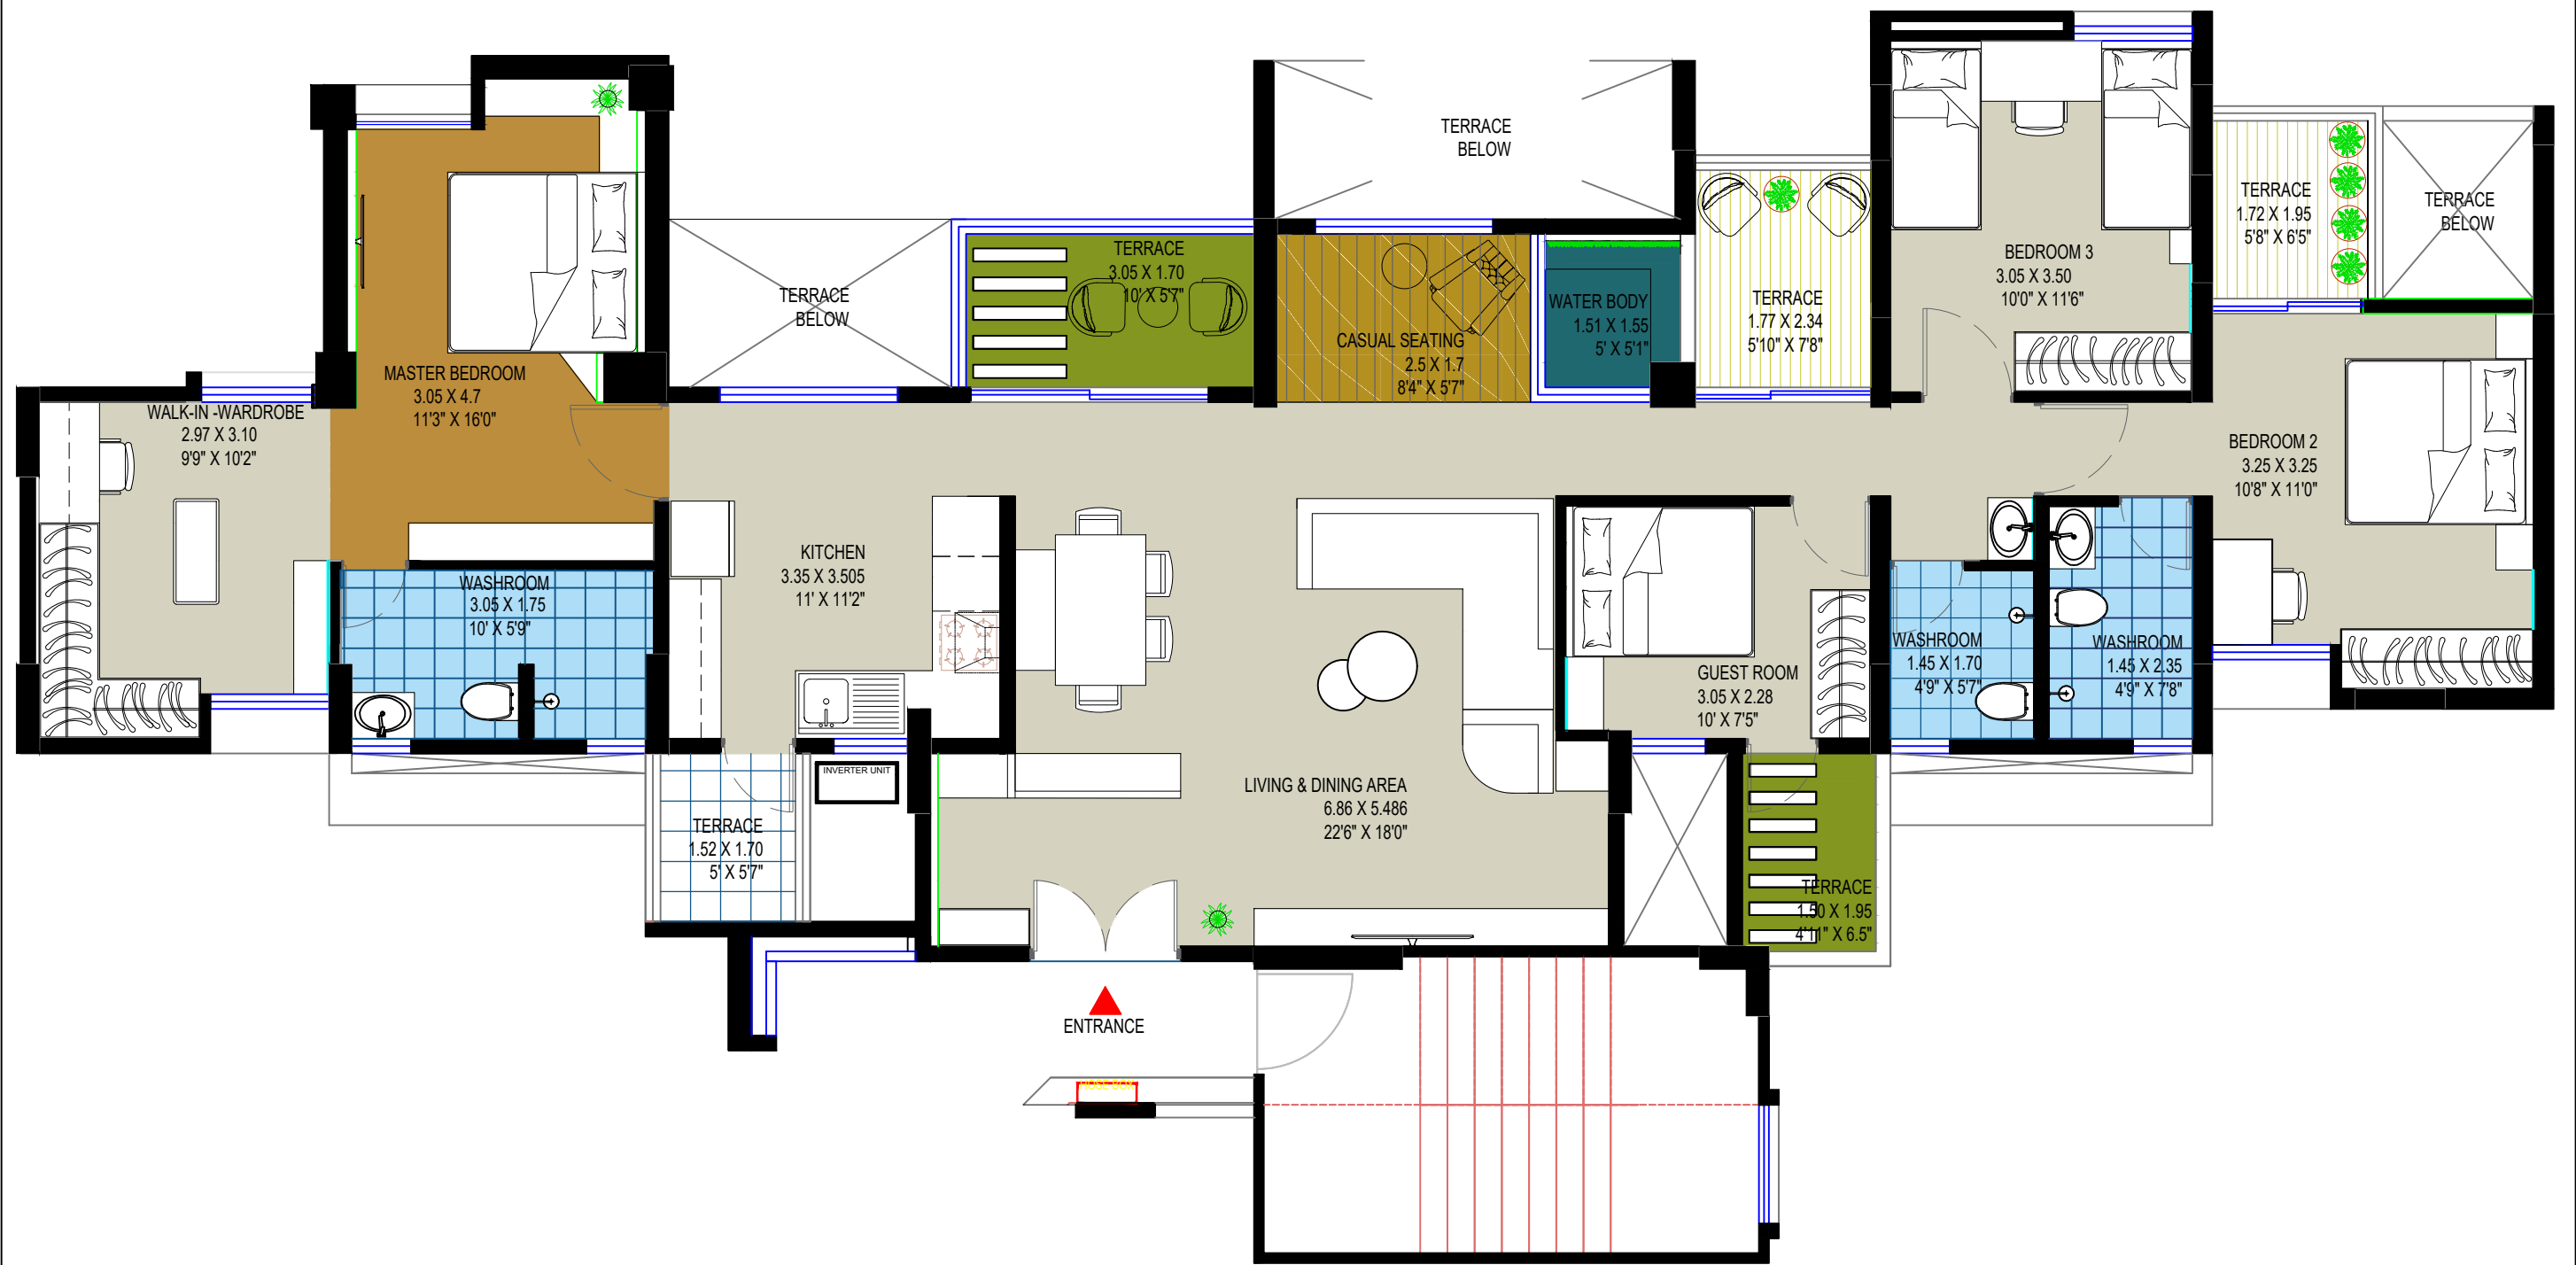 TERRACE
BELOW
TERRACE
1.72 X 1.95
5'8" X 6'5"
TERRACE
BELOW
TERRACE
3.05 X 1.70
10' X 5'7"
BEDROOM 3
3.05 X 3.50
10'0" X 11'6"
TERRACE
BELOW
WATER BODY
1.51 X 1.55
5' X 5'1"
TERRACE
1.77 X 2.34
5'10" X 7'8"
CASUAL SEATING
2.5 X 1.7
8'4" X 5'7"
MASTER BEDROOM
3.05 X 4.7
11'3" X 16'0"
WALK-IN -WARDROBE
2.97 X 3.10
9'9" X 10'2"
BEDROOM 2
3.25 X 3.25
10'8" X 11'0"
KITCHEN
3.35 X 3.505
11' X 11'2"
WASHROOM
3.05 X 1.75
10' X 5'9"
WASHROOM
1.45 X 1.70
4'9" X 5'7"
WASHROOM
1.45 X 2.35
4'9" X 7'8"
GUEST ROOM
3.05 X 2.28
10' X 7'5"
INVERTER UNIT
LIVING & DINING AREA
6.86 X 5.486
22'6" X 18'0"
TERRACE
1.52 X 1.70
5' X 5'7"
TERRACE
1.50 X 1.95
4'11" X 6.5"
ENTRANCE
HOSE BOX